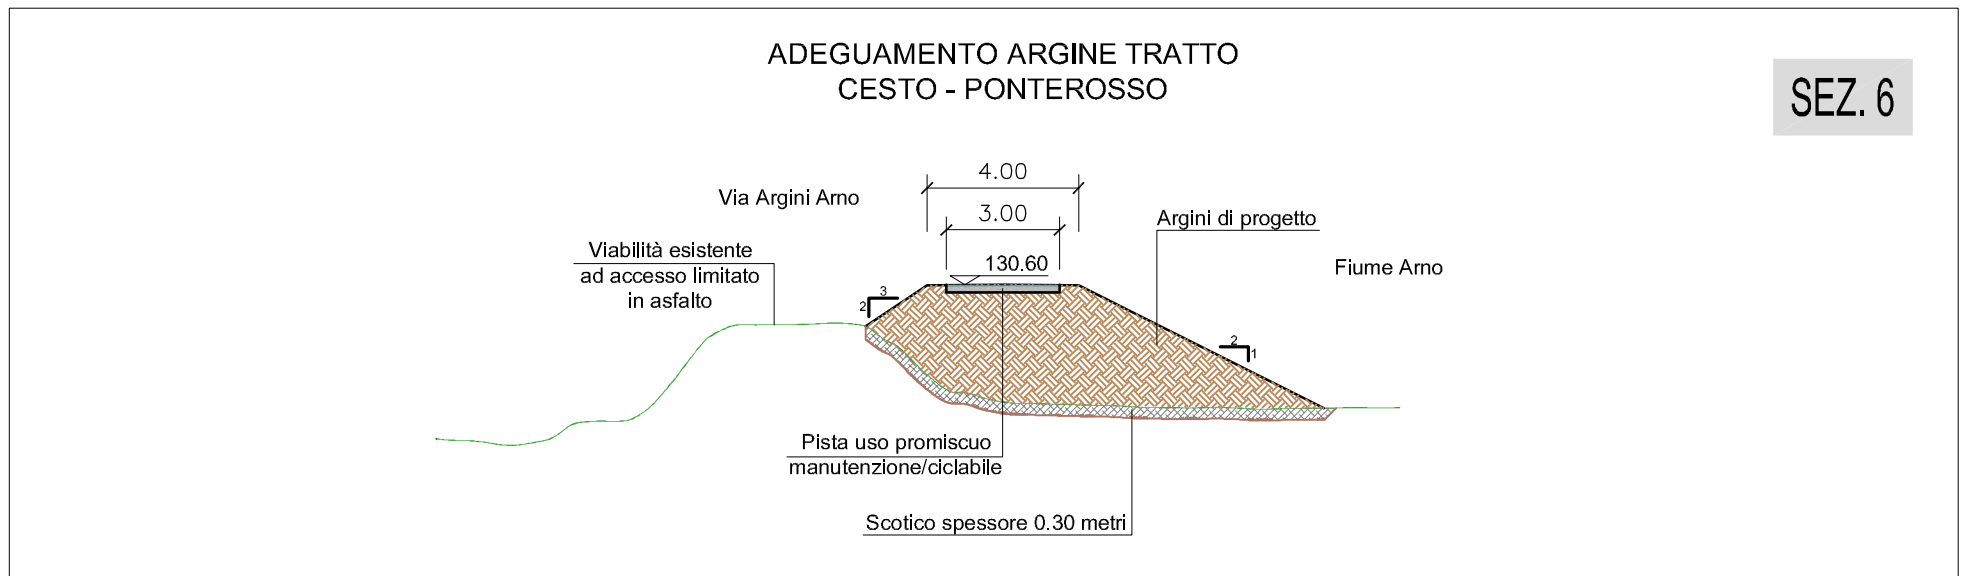 ADEGUAMENTO ARGINE TRATTO
CESTO - PONTEROSSO
SEZ. 6
4.00
Via Argini Arno
3.00
Argini di progetto
Viabilità esistente
ad accesso limitato
in asfalto
130.60
Fiume Arno
3
2
2
1
Pista uso promiscuo
manutenzione/ciclabile
Scotico spessore 0.30 metri